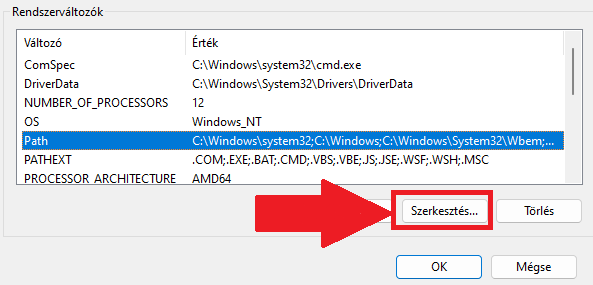 Rendszerváltozók
Változó Érték
ComSpec C:\Windows\system32\cmd.exe
DriverData C:\Windows\System32\Drivers\DriverData
NUMBER_OF_PROCESSORS 12
OS Windows_NT
Path C:\Windows\system32;C:\Windows;C:\Windows\System32\Wbem;...
PATHEXT .COM;.EXE;.BAT;.CMD;.VBS;.VBE;.JS;.JSE;.WSF;.WSH;.MSC
PROCESSOR_ARCHITECTURE AMD64
Szerkesztés... Törlés
OK Mégse